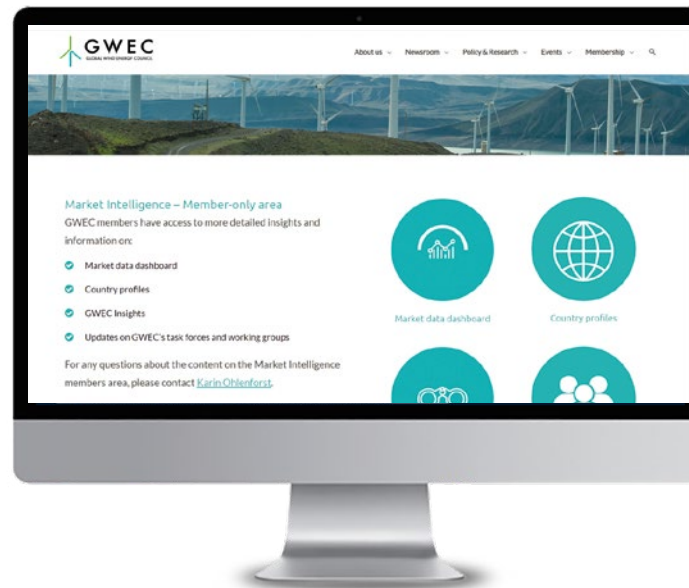 GWEC
GLOBAL WIND ENERGY COUNCIL
About us
Newsroom
Policy & Research
Events
Membership
Market Intelligence – Member-only area
GWEC members have access to more detailed insights and
information on:
Market data dashboard
Country profiles
GWEC Insights
Updates on GWEC's task forces and working groups
For any questions about the content on the Market Intelligence
members area, please contact Karin Ohlenforst.
Market data dashboard
Country profiles